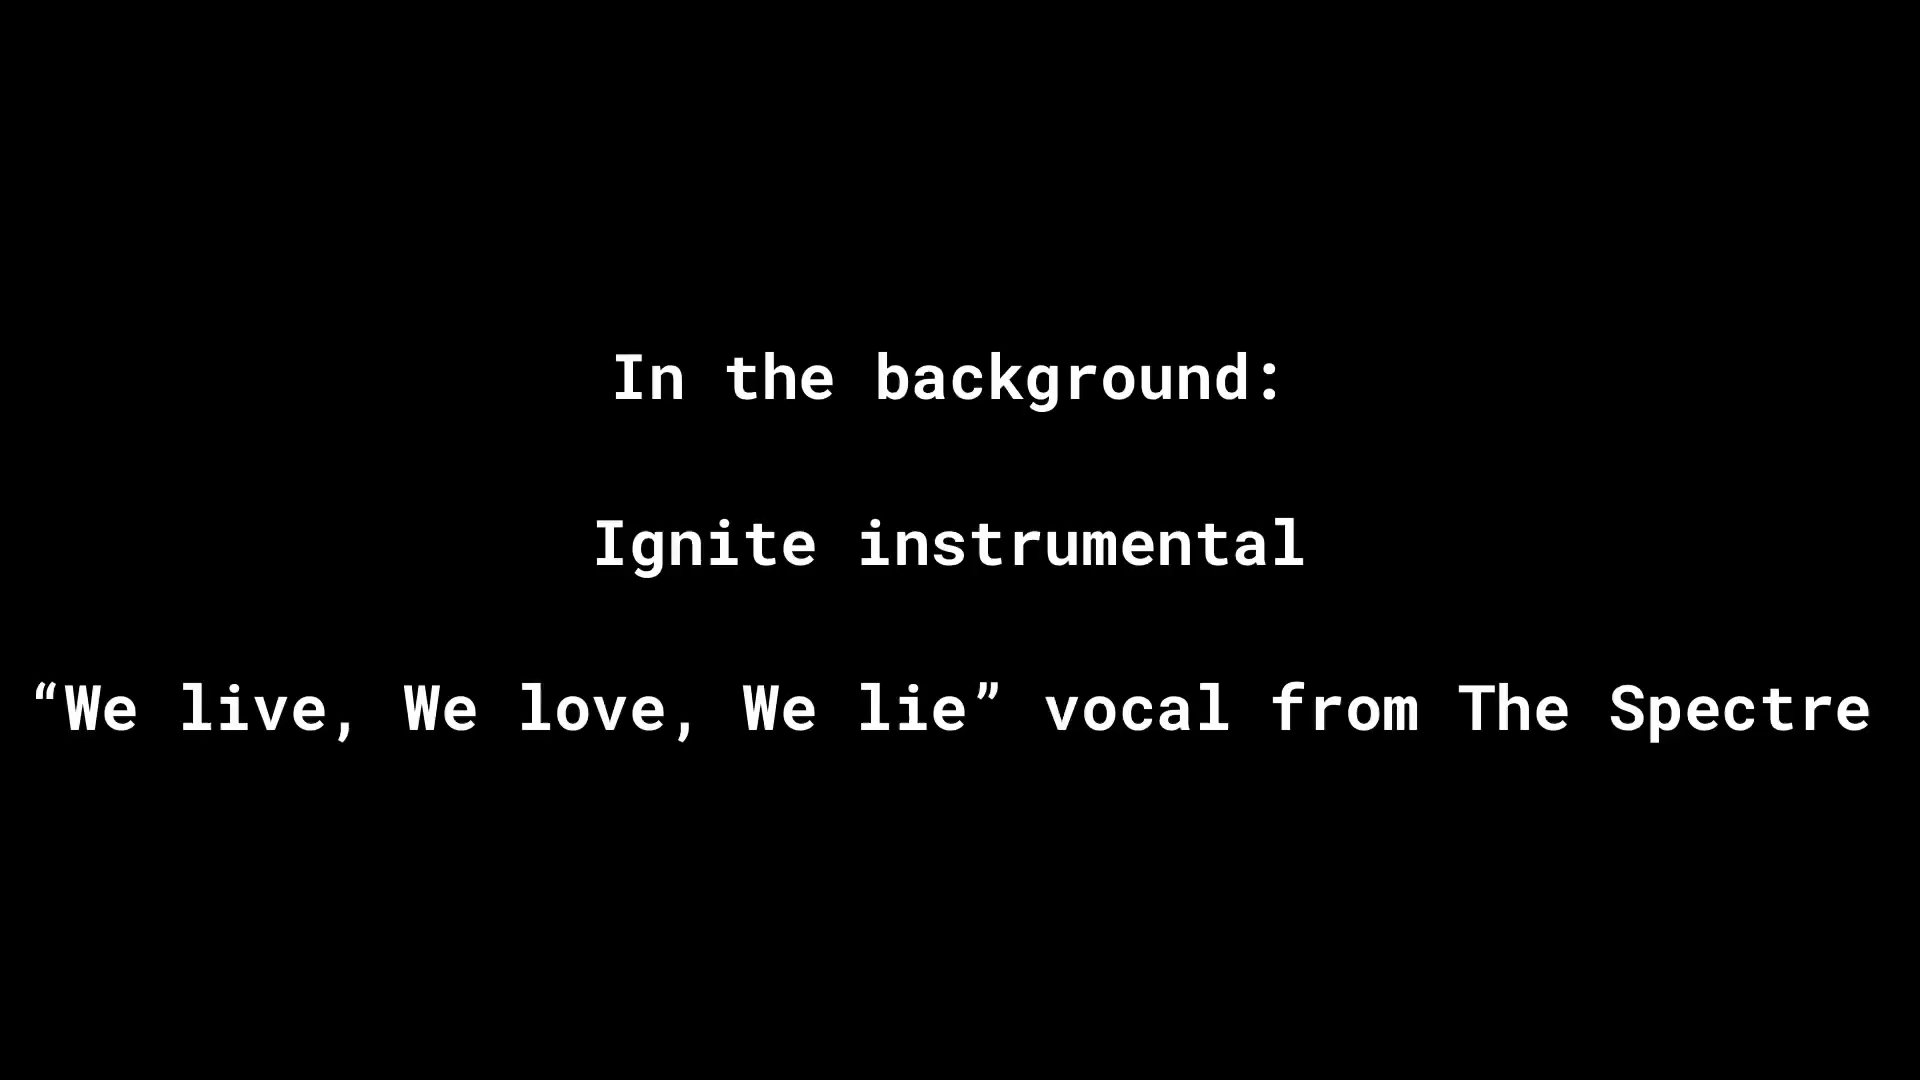 In the background:
Ignite instrumental
“We live, We love, We lie” vocal from The Spectre